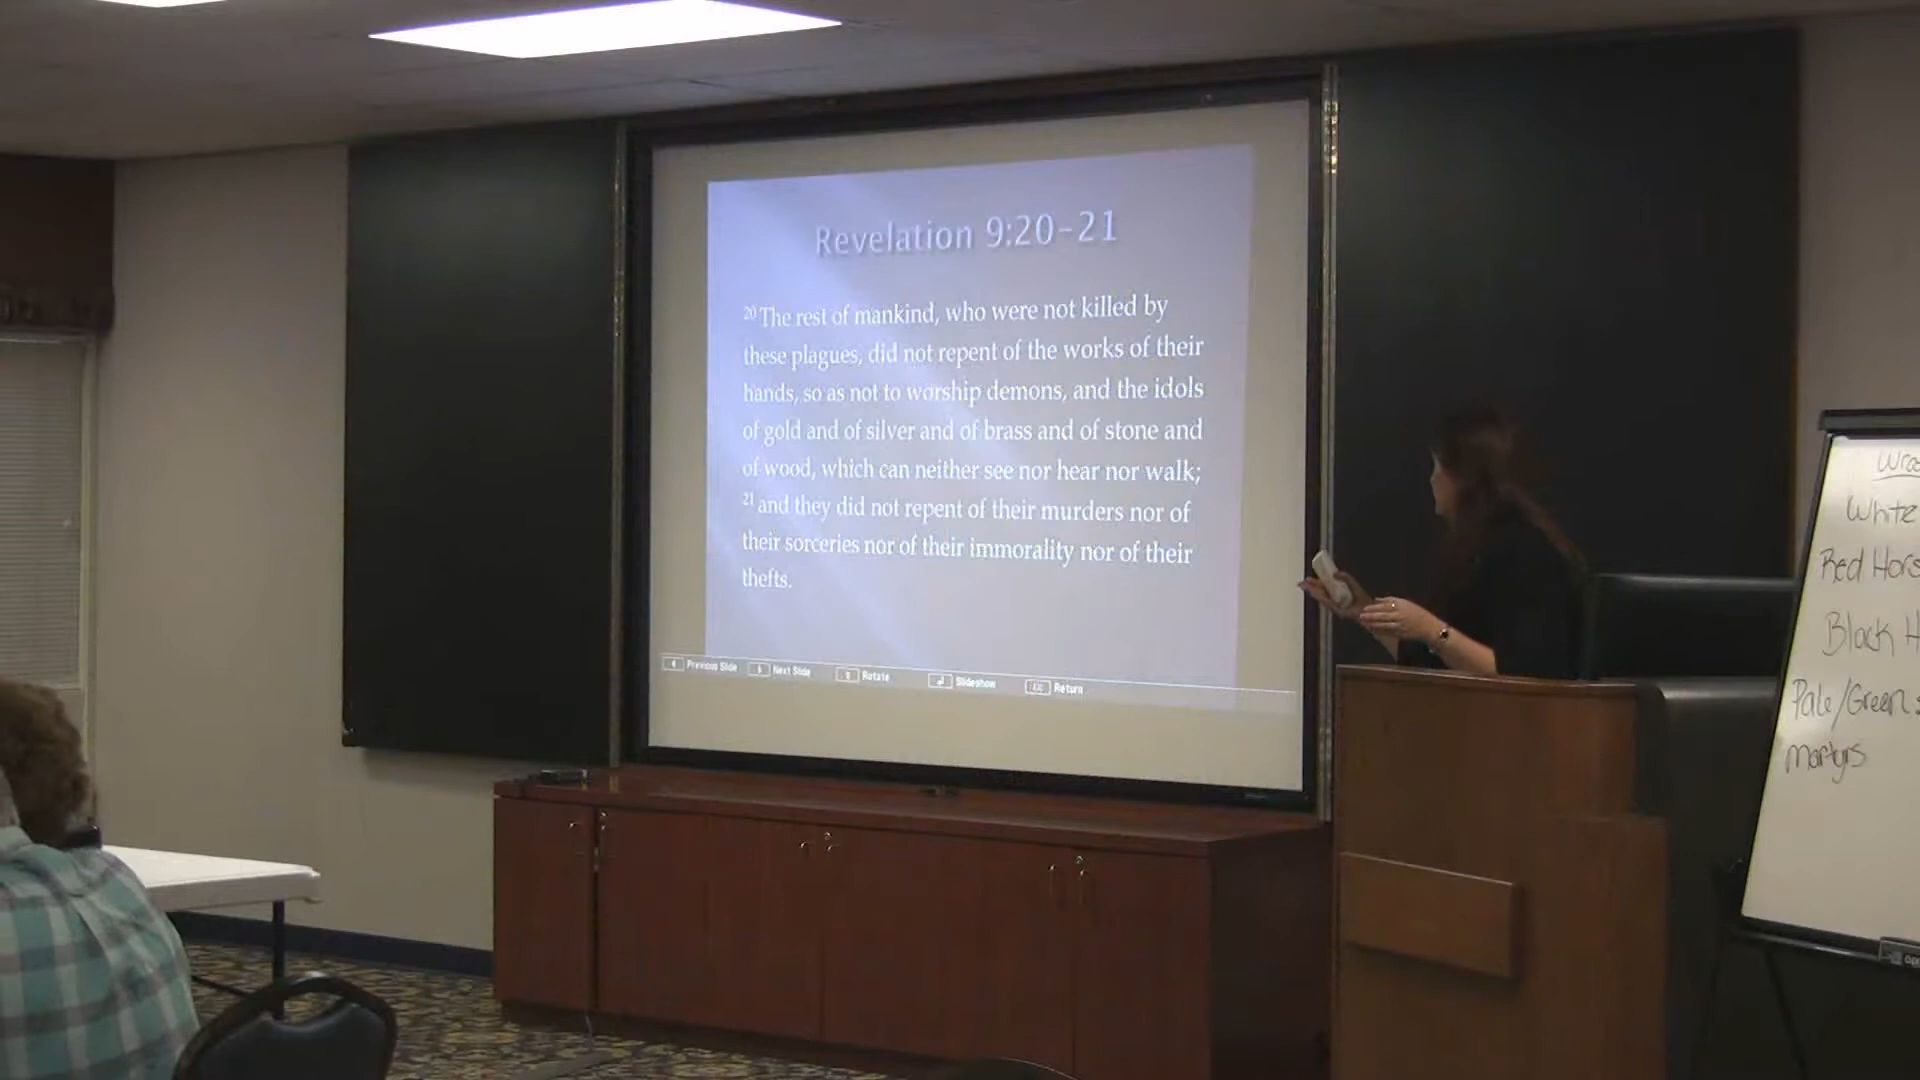 Revelation 9:20-21
20 The rest of mankind, who were not killed by
these plagues, did not repent of the works of their
hands, so as not to worship demons, and the idols
of gold and of silver and of brass and of stone and
of wood, which can neither see nor hear nor walk;
21 and they did not repent of their murders nor of
their sorceries nor of their immorality nor of their
thefts.
Previous Slide Next Slide Rotate Slideshow Return
White
Red Hors
Black H
Pale/Green
martyrs